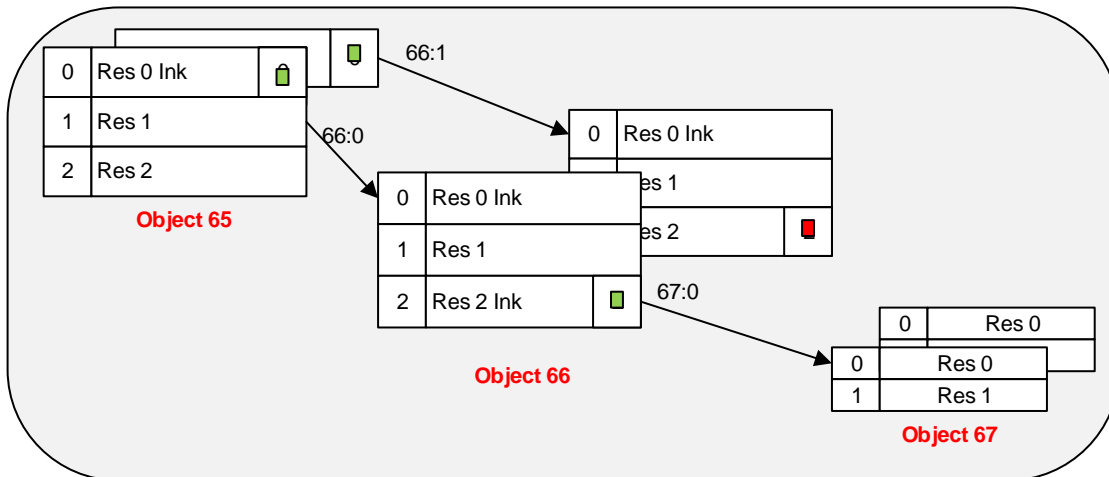 66:1
0 Res 0 Ink
1 Res 1
2 Res 2
Object 65
66:0
0 Res 0 Ink
es 1
es 2
0 Res 0 Ink
1 Res 1
2 Res 2 Ink
Object 66
67:0
0 Res 0
0 Res 0
1 Res 1
Object 67